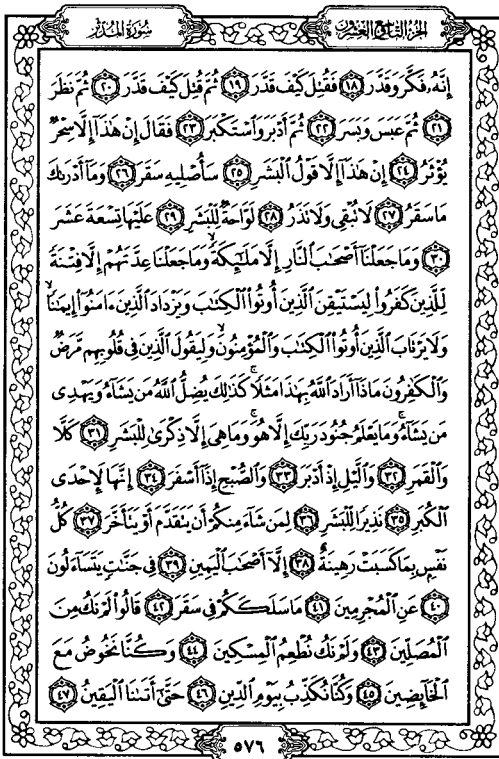 الجزء التاسع والعشرون
سورة المدثر
إِنَّهُۥ فَكَّرَ وَقَدَّرَ ١٨ فَقُتِلَ كَيْفَ قَدَّرَ ١٩ ثُمَّ قُتِلَ كَيْفَ قَدَّرَ ٢٠ ثُمَّ نَظَرَ
٢١ ثُمَّ عَبَسَ وَبَسَرَ ٢٢ ثُمَّ أَدْبَرَ وَٱسْتَكْبَرَ ٢٣ فَقَالَ إِنْ هَٰذَآ إِلَّا سِحْرٌ
يُؤْثَرُ ٢٤ إِنْ هَٰذَآ إِلَّا قَوْلُ ٱلْبَشَرِ ٢٥ سَأُصْلِيهِ سَقَرَ ٢٦ وَمَآ أَدْرَىٰكَ
مَا سَقَرُ ٢٧ لَا تُبْقِى وَلَا تَذَرُ ٢٨ لَوَّاحَةٌ لِّلْبَشَرِ ٢٩ عَلَيْهَا تِسْعَةَ عَشَرَ
٣٠ وَمَا جَعَلْنَآ أَصْحَٰبَ ٱلنَّارِ إِلَّا مَلَٰٓئِكَةً ۙ وَمَا جَعَلْنَا عِدَّتَهُمْ إِلَّا فِتْنَةً
لِّلَّذِينَ كَفَرُوا۟ لِيَسْتَيْقِنَ ٱلَّذِينَ أُوتُوا۟ ٱلْكِتَٰبَ وَيَزْدَادَ ٱلَّذِينَ ءَامَنُوٓا۟ إِيمَٰنًا ۙ
وَلَا يَرْتَابَ ٱلَّذِينَ أُوتُوا۟ ٱلْكِتَٰبَ وَٱلْمُؤْمِنُونَ ۙ وَلِيَقُولَ ٱلَّذِينَ فِى قُلُوبِهِم مَّرَضٌ
وَٱلْكَٰفِرُونَ مَاذَآ أَرَادَ ٱللَّهُ بِهَٰذَا مَثَلًا ۚ كَذَٰلِكَ يُضِلُّ ٱللَّهُ مَن يَشَآءُ وَيَهْدِى
مَن يَشَآءُ ۚ وَمَا يَعْلَمُ جُنُودَ رَبِّكَ إِلَّا هُوَ ۚ وَمَا هِىَ إِلَّا ذِكْرَىٰ لِلْبَشَرِ ٣١ كَلَّا
وَٱلْقَمَرِ ٣٢ وَٱلَّيْلِ إِذْ أَدْبَرَ ٣٣ وَٱلصُّبْحِ إِذَآ أَسْفَرَ ٣٤ إِنَّهَا لَإِحْدَى
ٱلْكُبَرِ ٣٥ نَذِيرًا لِّلْبَشَرِ ٣٦ لِمَن شَآءَ مِنكُمْ أَن يَتَقَدَّمَ أَوْ يَتَأَخَّرَ ٣٧ كُلُّ
نَفْسٍۭ بِمَا كَسَبَتْ رَهِينَةٌ ٣٨ إِلَّآ أَصْحَٰبَ ٱلْيَمِينِ ٣٩ فِى جَنَّٰتٍ يَتَسَآءَلُونَ
٤٠ عَنِ ٱلْمُجْرِمِينَ ٤١ مَا سَلَكَكُمْ فِى سَقَرَ ٤٢ قَالُوا۟ لَمْ نَكُ مِنَ
ٱلْمُصَلِّينَ ٤٣ وَلَمْ نَكُ نُطْعِمُ ٱلْمِسْكِينَ ٤٤ وَكُنَّا نَخُوضُ مَعَ
ٱلْخَآئِضِينَ ٤٥ وَكُنَّا نُكَذِّبُ بِيَوْمِ ٱلدِّينِ ٤٦ حَتَّىٰٓ أَتَىٰنَا ٱلْيَقِينُ ٤٧
٥٧٦